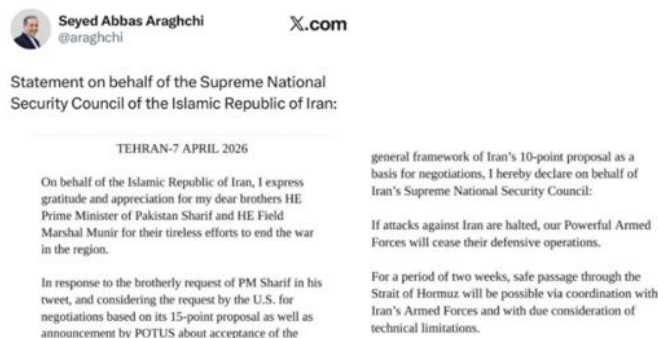 Seyed Abbas Araghchi
@araghchi
X.com
Statement on behalf of the Supreme National
Security Council of the Islamic Republic of Iran:
TEHRAN-7 APRIL 2026
On behalf of the Islamic Republic of Iran, I express
gratitude and appreciation for my dear brothers HE
Prime Minister of Pakistan Sharif and HE Field
Marshal Munir for their tireless efforts to end the war
in the region.
In response to the brotherly request of PM Sharif in his
tweet, and considering the request by the U.S. for
negotiations based on its 15-point proposal as well as
announcement by POTUS about acceptance of the
general framework of Iran's 10-point proposal as a
basis for negotiations, I hereby declare on behalf of
Iran's Supreme National Security Council:
If attacks against Iran are halted, our Powerful Armed
Forces will cease their defensive operations.
For a period of two weeks, safe passage through the
Strait of Hormuz will be possible via coordination with
Iran's Armed Forces and with due consideration of
technical limitations.